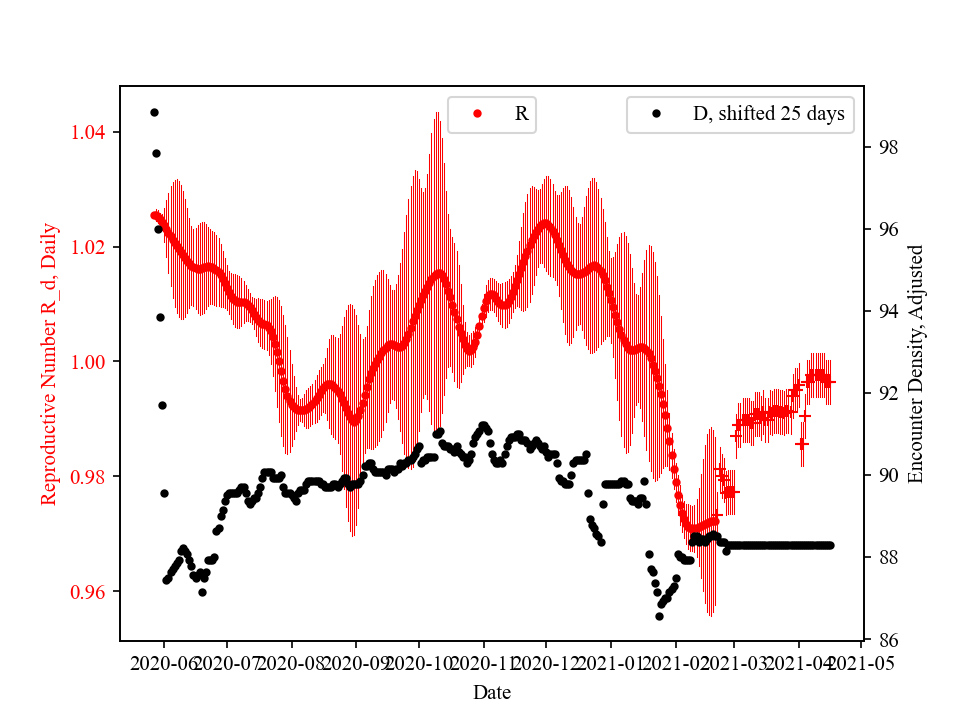 R
D, shifted 25 days
1.04
1.02
1.00
0.98
0.96
Reproductive Number R_d, Daily
98
96
94
92
90
88
86
Encounter Density, Adjusted
2020-06 2020-07 2020-08 2020-09 2020-10 2020-11 2020-12 2021-01 2021-02 2021-03 2021-04 2021-05
Date